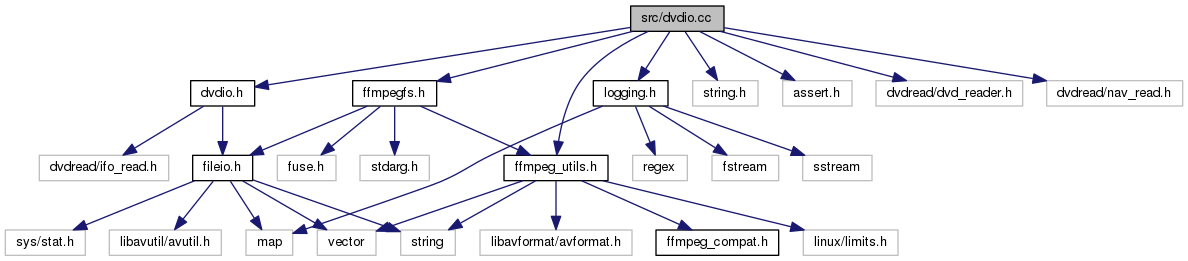 src/dvdio.cc
dvdio.h
ffmpegfs.h
logging.h
string.h
assert.h
dvdread/dvd_reader.h
dvdread/nav_read.h
dvdread/ifo_read.h
fileio.h
fuse.h
stdarg.h
ffmpeg_utils.h
regex
fstream
sstream
sys/stat.h
libavutil/avutil.h
map
vector
string
libavformat/avformat.h
ffmpeg_compat.h
linux/limits.h